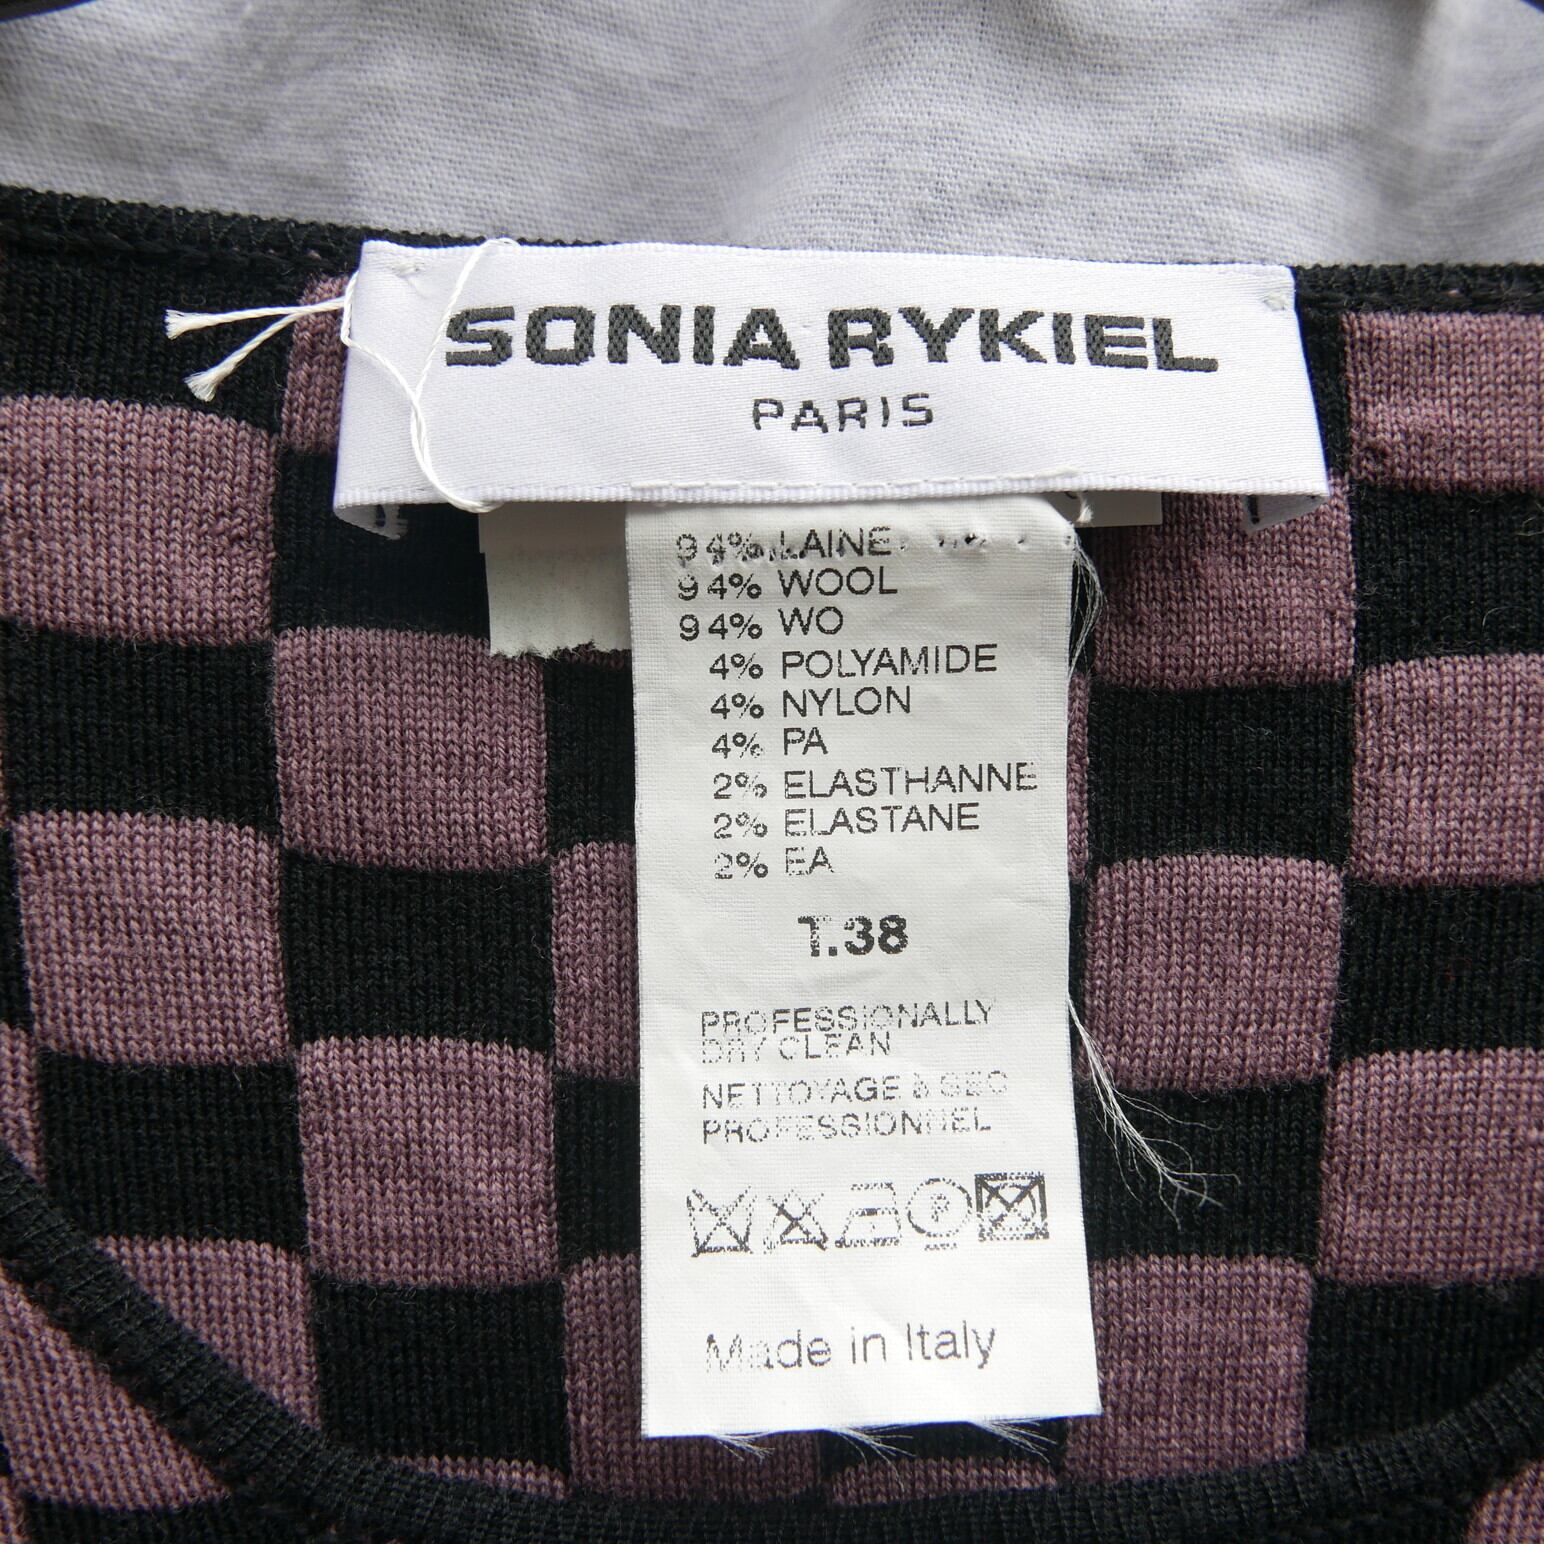 SONIA RYKIEL
PARIS
94% LAINE
94% WOOL
94% WO
4% POLYAMIDE
4% NYLON
4% PA
2% ELASTHANNE
2% ELASTANE
2% EA
T.38
PROFESSIONALLY
DRY CLEAN
NETTOYAGE à SEC
PROFESSIONNEL
P
Made in Italy